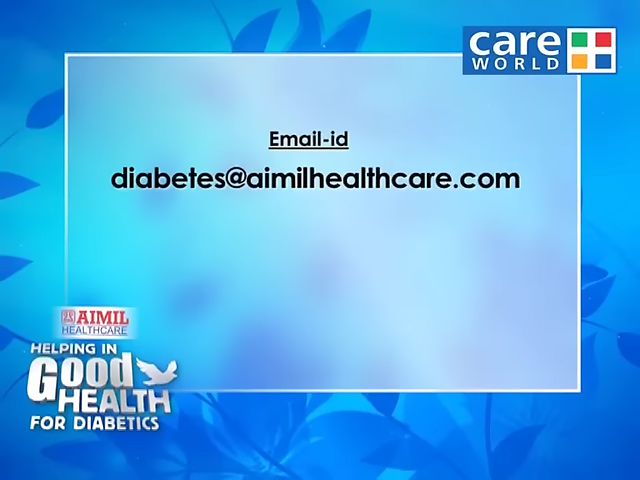 care
WORLD
Email-id
diabetes@aimilhealthcare.com
AIMIL
HEALTHCARE
HELPING IN
GOOD
HEALTH
FOR DIABETICS